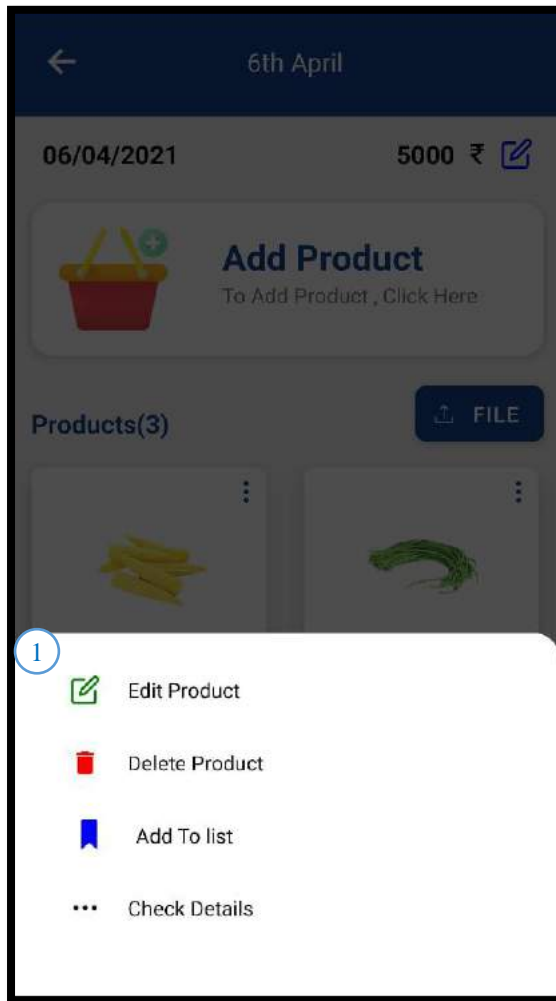 6th April
06/04/2021 5000 ₹
Add Product
To Add Product , Click Here
Products(3)
FILE
1
Edit Product
Delete Product
Add To list
Check Details